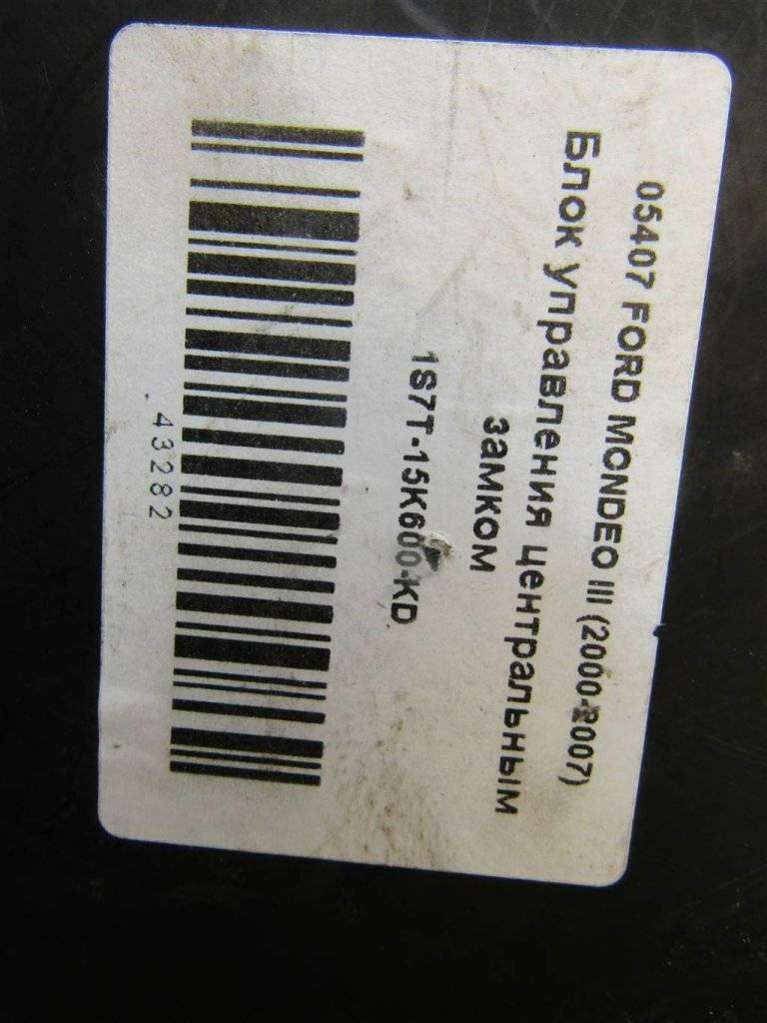 05407 FORD MONDEO III (2000-2007)
Блок управления центральным
замком
1S7T-15K600-KD
43282